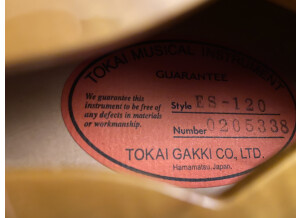 TOKAI MUSICAL INSTRUMENT
GUARANTEE
We guarantee this
instrument to be free of
any defects in materials
or workmanship.
Style ES-120
Number 0205338
TOKAI GAKKI CO., LTD.
Hamamatsu, Japan.